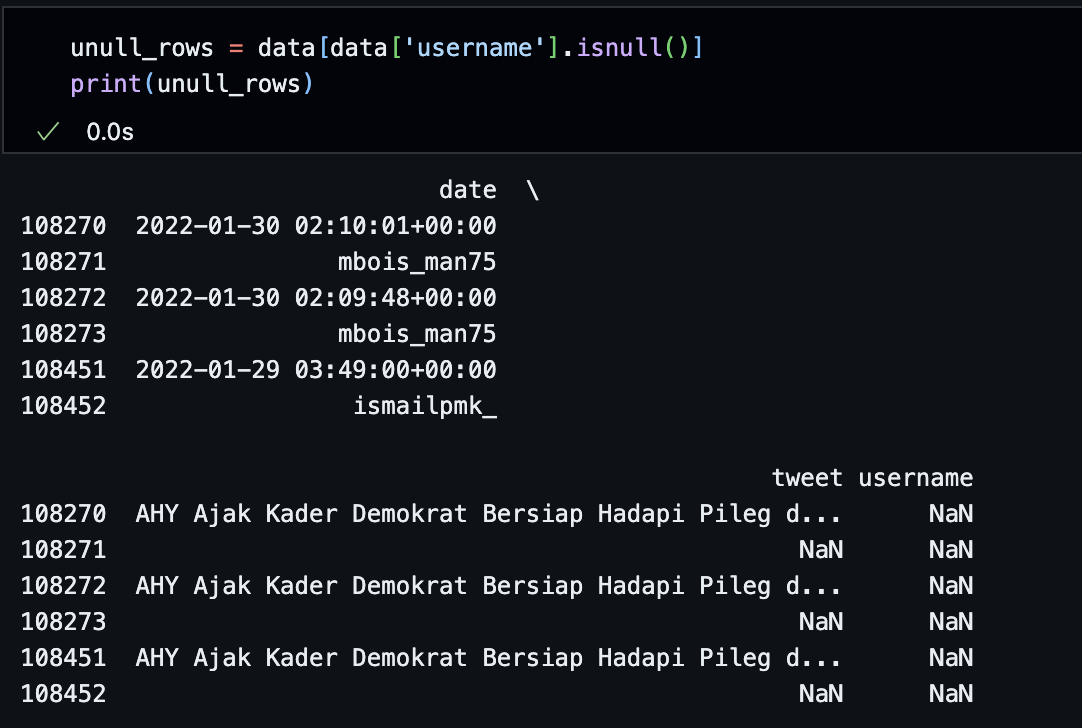 unull_rows = data[data['username'].isnull()]
print(unull_rows)
0.0s
date \
108270 2022-01-30 02:10:01+00:00
108271 mbois_man75
108272 2022-01-30 02:09:48+00:00
108273 mbois_man75
108451 2022-01-29 03:49:00+00:00
108452 ismailpmk_
tweet username
108270 AHY Ajak Kader Demokrat Bersiap Hadapi Pileg d... NaN
108271 NaN NaN
108272 AHY Ajak Kader Demokrat Bersiap Hadapi Pileg d... NaN
108273 NaN NaN
108451 AHY Ajak Kader Demokrat Bersiap Hadapi Pileg d... NaN
108452 NaN NaN